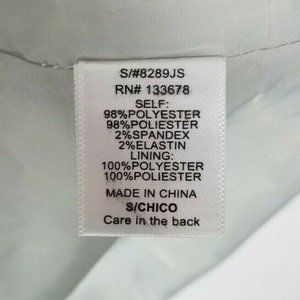 S/#8289JS
RN# 133678
SELF:
98%POLYESTER
98%POLIESTER
2%SPANDEX
2%ELASTIN
LINING:
100%POLYESTER
100%POLIESTER
MADE IN CHINA
S/CHICO
Care in the back